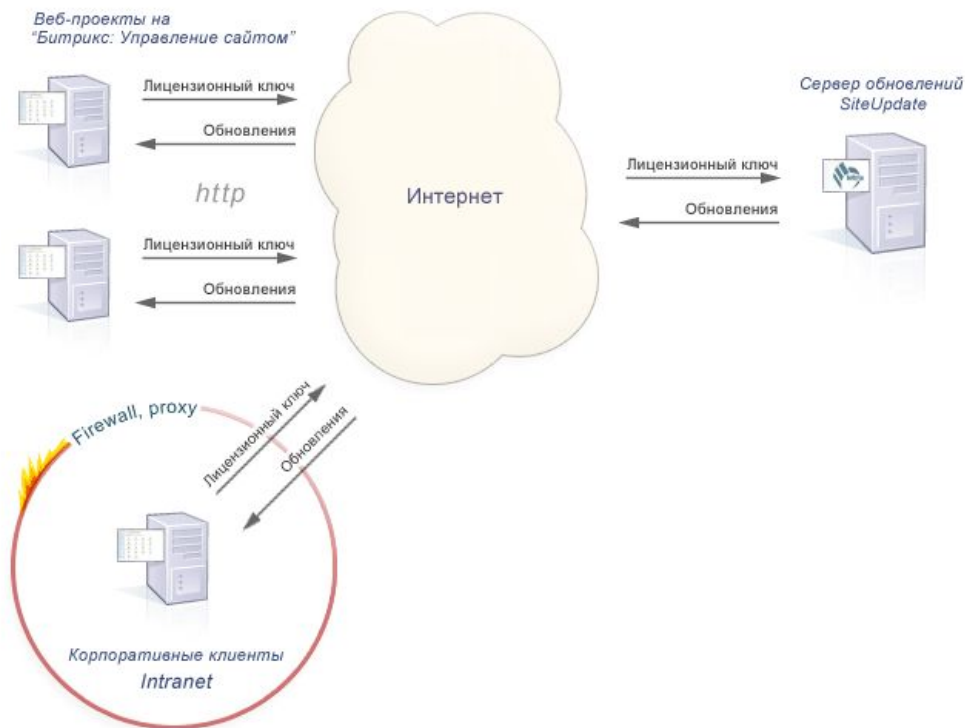 Веб-проекты на
“Битрикс: Управление сайтом”
Лицензионный ключ
Обновления
http
Лицензионный ключ
Обновления
Интернет
Сервер обновлений
SiteUpdate
Лицензионный ключ
Обновления
Firewall, proxy
Лицензионный ключ
Обновления
Корпоративные клиенты
Intranet